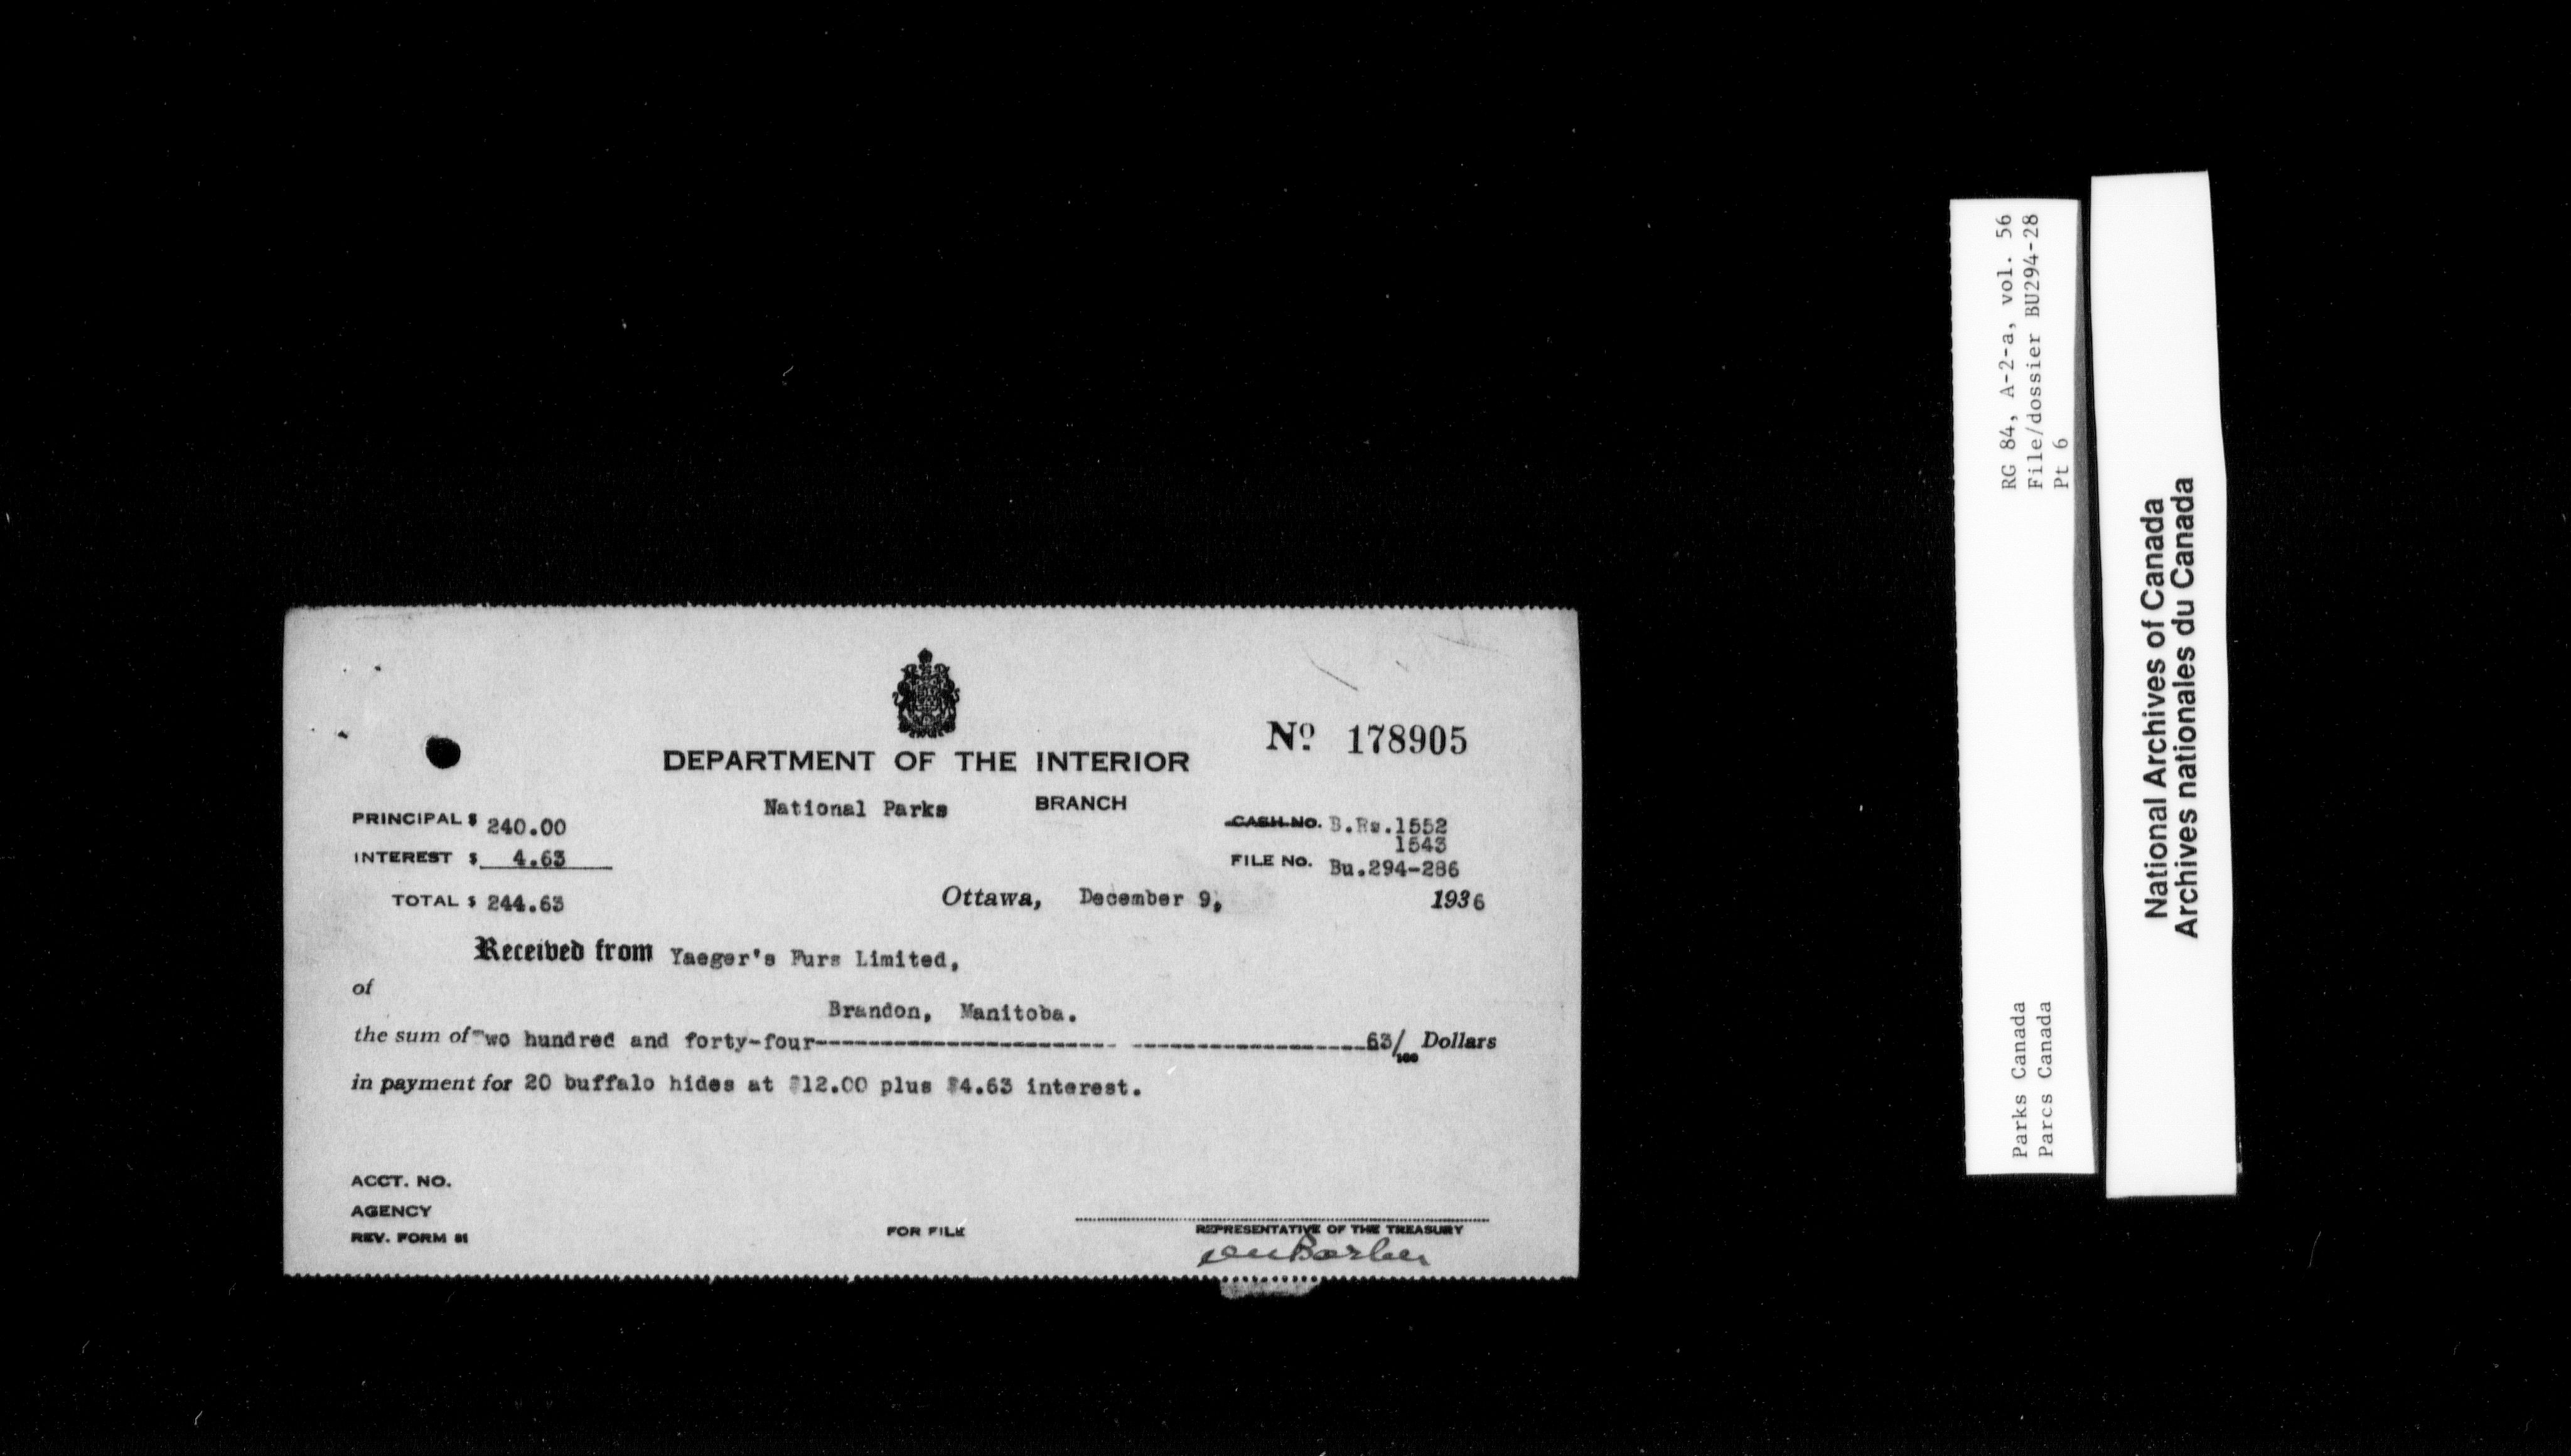 DEPARTMENT OF THE INTERIOR
Nº 178905
National Parks BRANCH
PRINCIPAL $ 240.00
CASH NO. B.Rs.1552
1543
INTEREST $ 4.63
FILE NO. Bu.294-286
TOTAL $ 244.63
Ottawa, December 9, 1936
Received from Yaeger's Furs Limited,
of
Brandon, Manitoba.
the sum of Two hundred and forty-four---------------------- ------------------63/100 Dollars
in payment for 20 buffalo hides at $12.00 plus $4.63 interest.
ACCT. NO.
AGENCY
REV. FORM 81
FOR FILE
REPRESENTATIVE OF THE TREASURY
RG 84, A-2-a, vol. 56
File/dossier BU294-28
Pt 6
Parks Canada
Parcs Canada
National Archives of Canada
Archives nationales du Canada